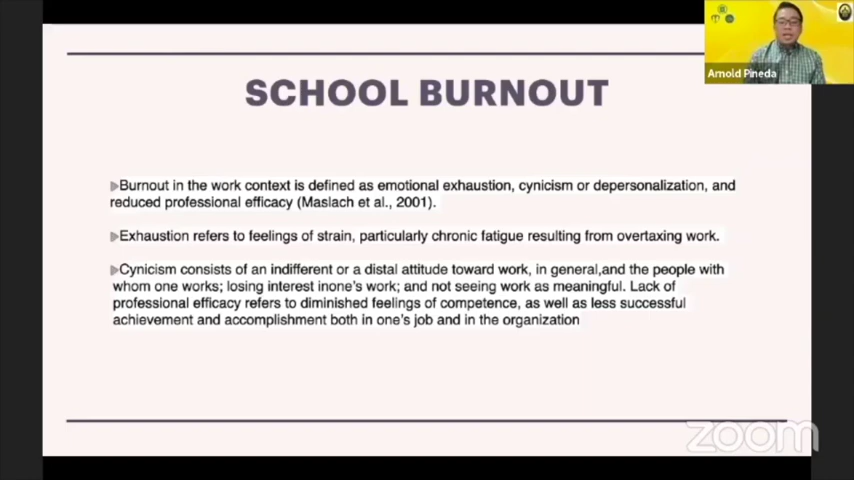 SCHOOL BURNOUT
Arnold Pineda
Burnout in the work context is defined as emotional exhaustion, cynicism or depersonalization, and
reduced professional efficacy (Maslach et al., 2001).
Exhaustion refers to feelings of strain, particularly chronic fatigue resulting from overtaxing work.
Cynicism consists of an indifferent or a distal attitude toward work, in general,and the people with
whom one works; losing interest inone's work; and not seeing work as meaningful. Lack of
professional efficacy refers to diminished feelings of competence, as well as less successful
achievement and accomplishment both in one's job and in the organization
zoom